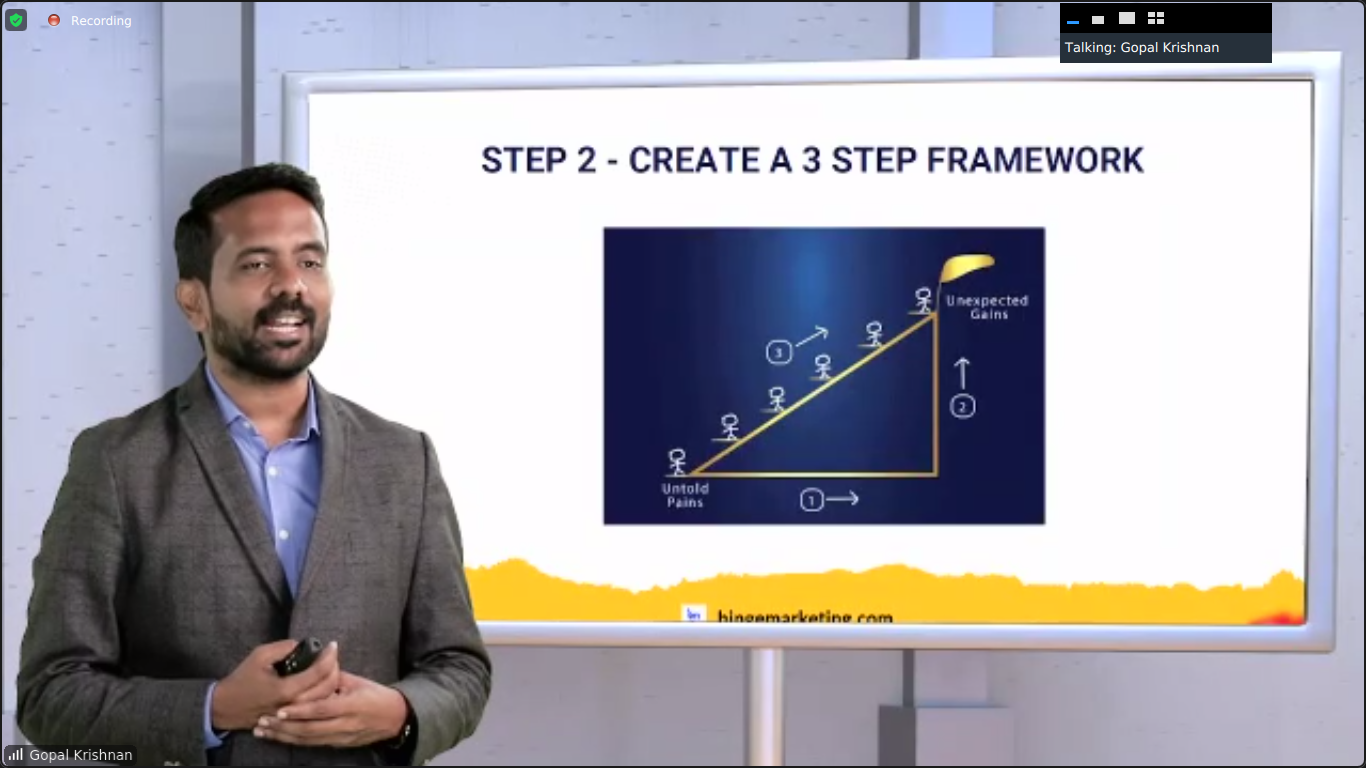 Recording
Talking: Gopal Krishnan
STEP 2 - CREATE A 3 STEP FRAMEWORK
Unexpected
Gains
3
2
Untold
Pains
1
bingemarketing.com
Gopal Krishnan